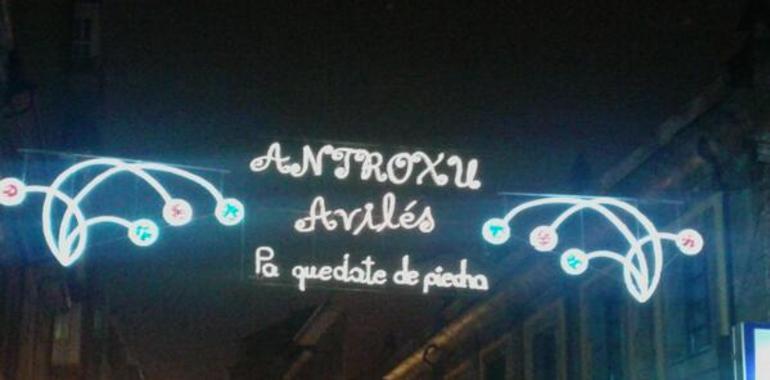 ANTROXU
Avilés
Pa quedate de piedra